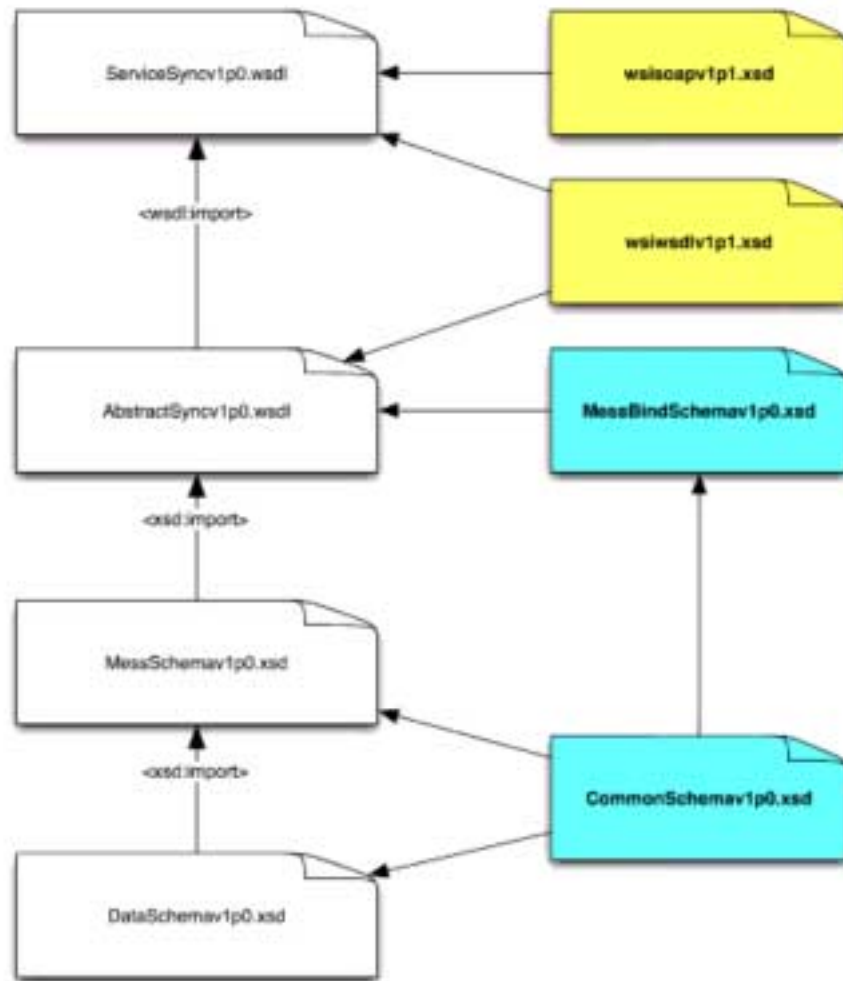 ServiceSyncv1p0.wsdl
wsisoapv1p1.xsd
<wsdl:import>
wsiwsdlv1p1.xsd
AbstractSyncv1p0.wsdl
MessBindSchemav1p0.xsd
<xsd:import>
MessSchemav1p0.xsd
<xsd:import>
CommonSchemav1p0.xsd
DataSchemav1p0.xsd